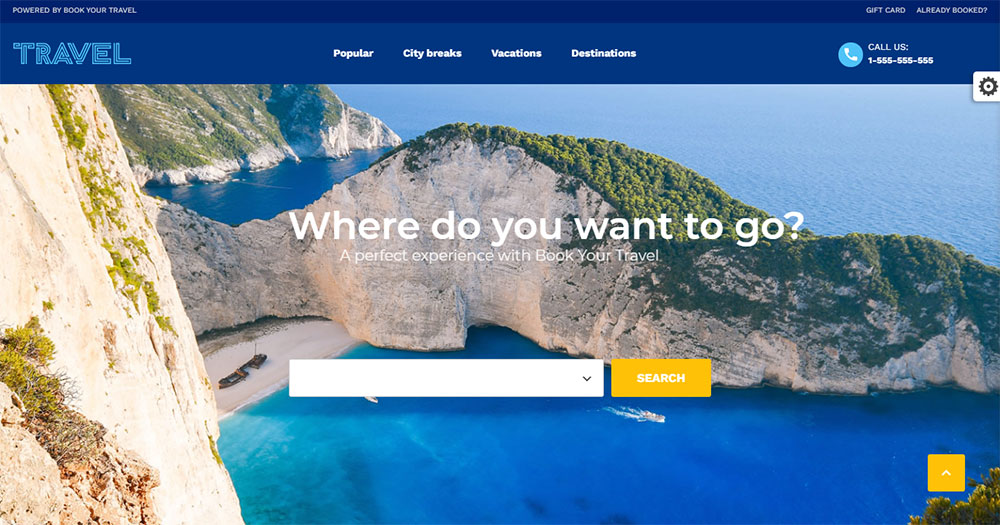 POWERED BY BOOK YOUR TRAVEL
GIFT CARD ALREADY BOOKED?
TRAVEL
Popular City breaks Vacations Destinations
CALL US:
1-555-555-555
Where do you want to go?
A perfect experience with Book Your Travel
SEARCH